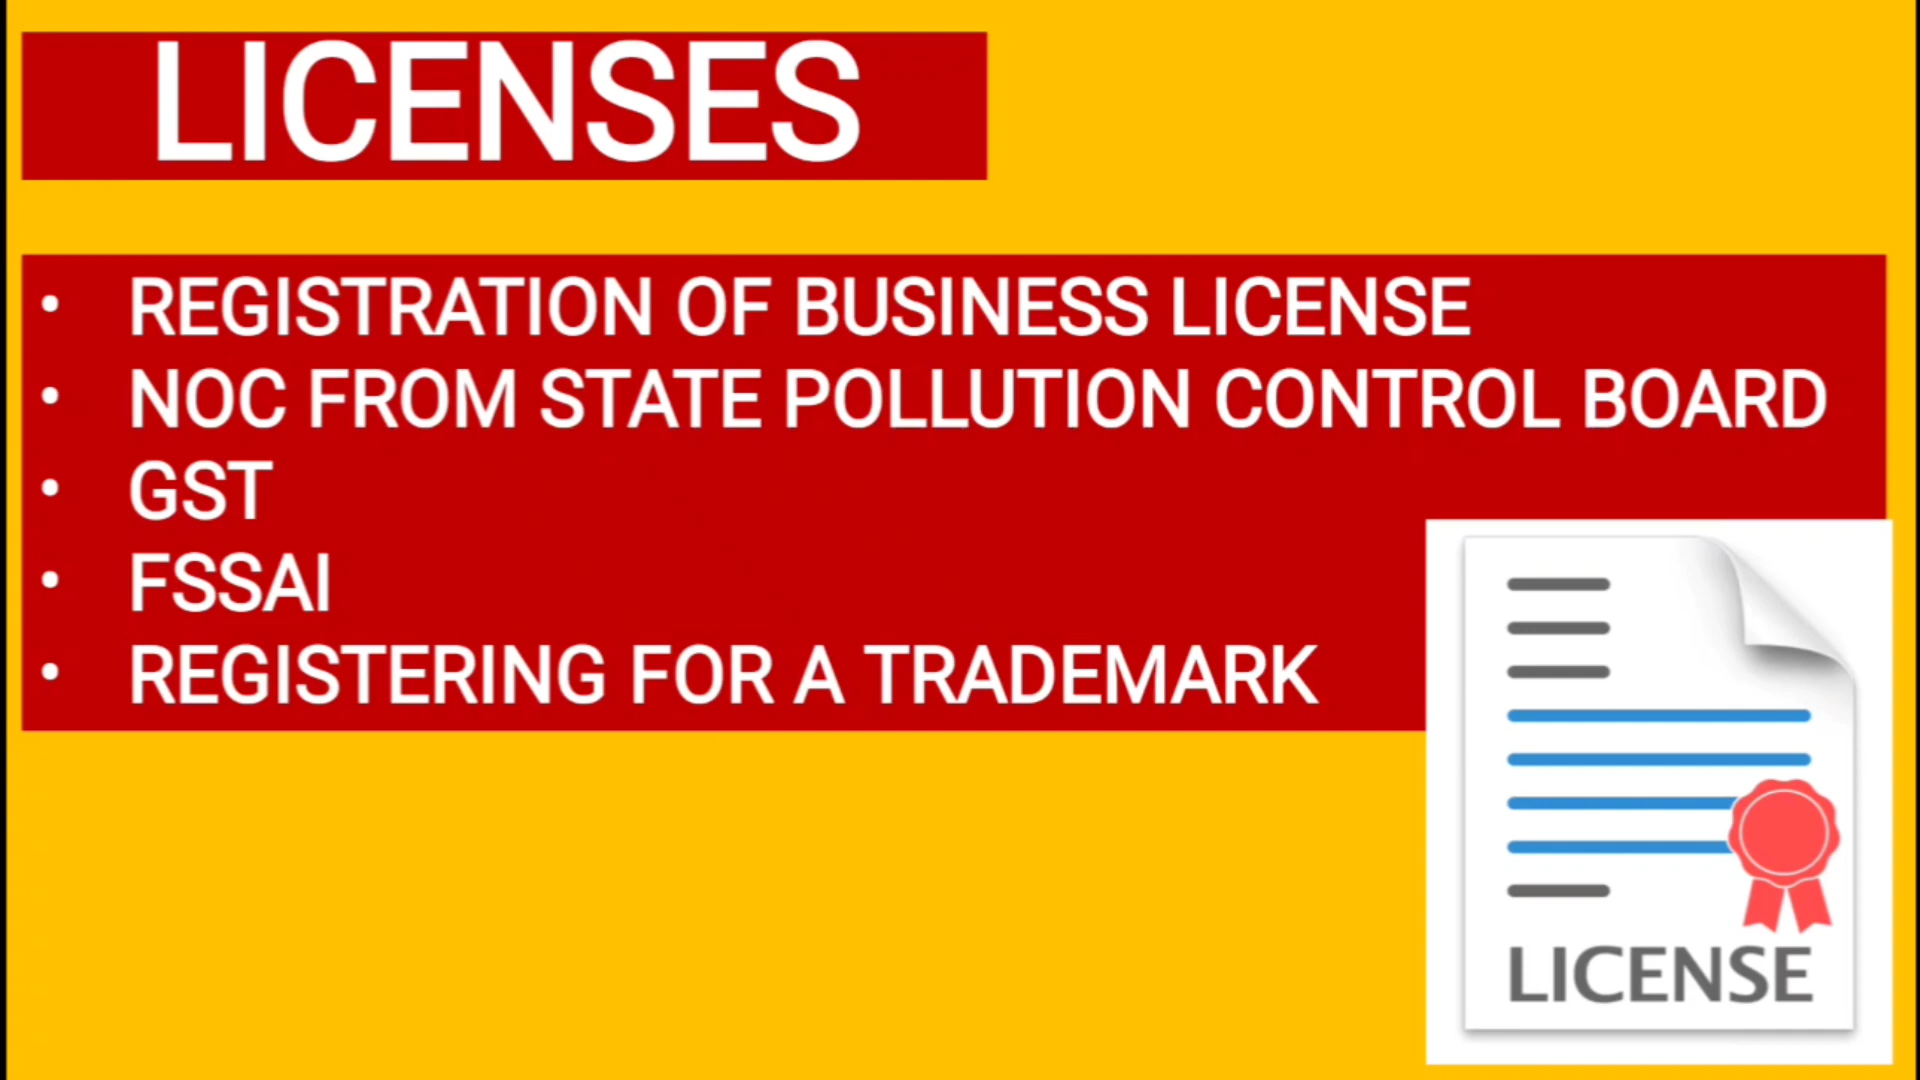 LICENSES
• REGISTRATION OF BUSINESS LICENSE
• NOC FROM STATE POLLUTION CONTROL BOARD
• GST
• FSSAI
• REGISTERING FOR A TRADEMARK
LICENSE